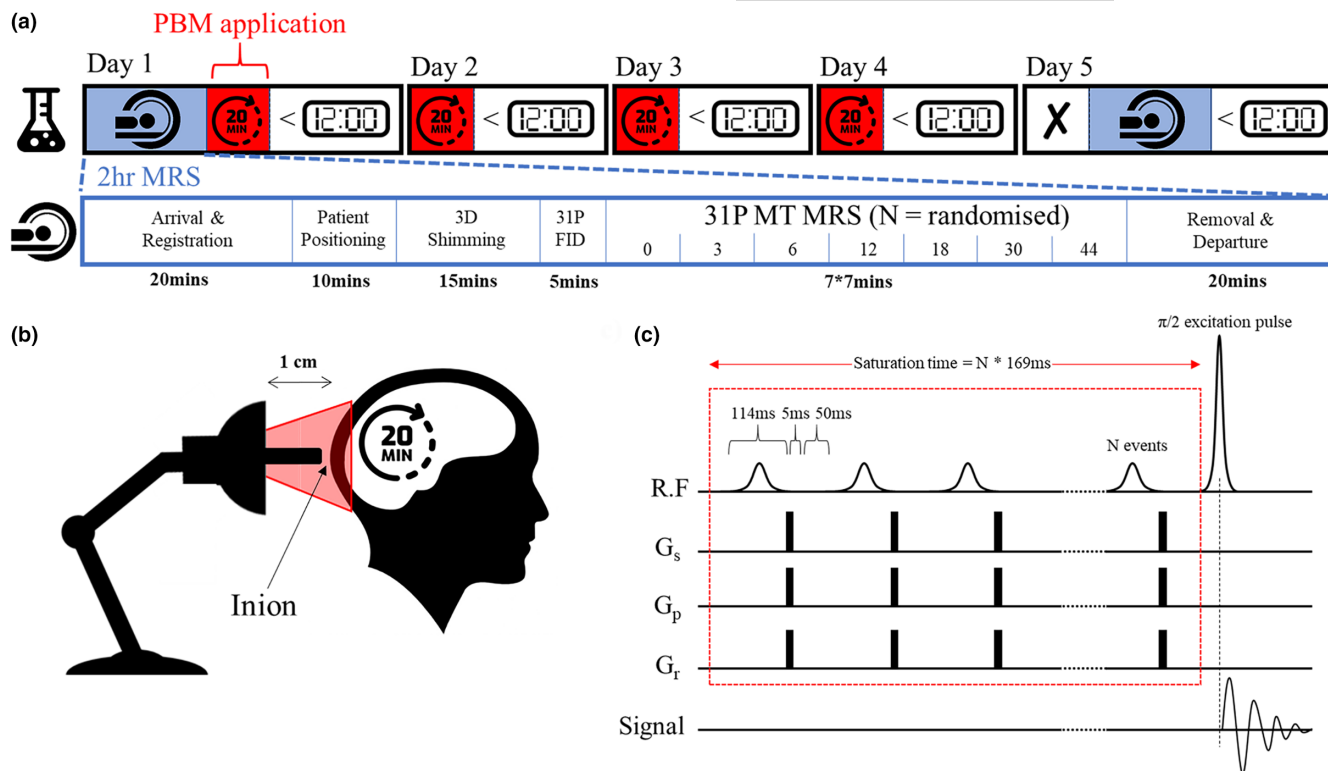 (a)
PBM application
Day 1
Day 2
Day 3
Day 4
Day 5
20 MIN
< 12:00
20 MIN
< 12:00
20 MIN
< 12:00
20 MIN
< 12:00
✗
< 12:00
2hr MRS
Arrival & Registration
Patient Positioning
3D Shimming
31P FID
31P MT MRS (N = randomised)
0 3 6 12 18 30 44
Removal & Departure
20mins
10mins
15mins
5mins
7*7mins
20mins
(b)
1 cm
20
MIN
Inion
(c)
π/2 excitation pulse
Saturation time = N * 169ms
114ms 5ms 50ms
N events
R.F
Gs
Gp
Gr
Signal